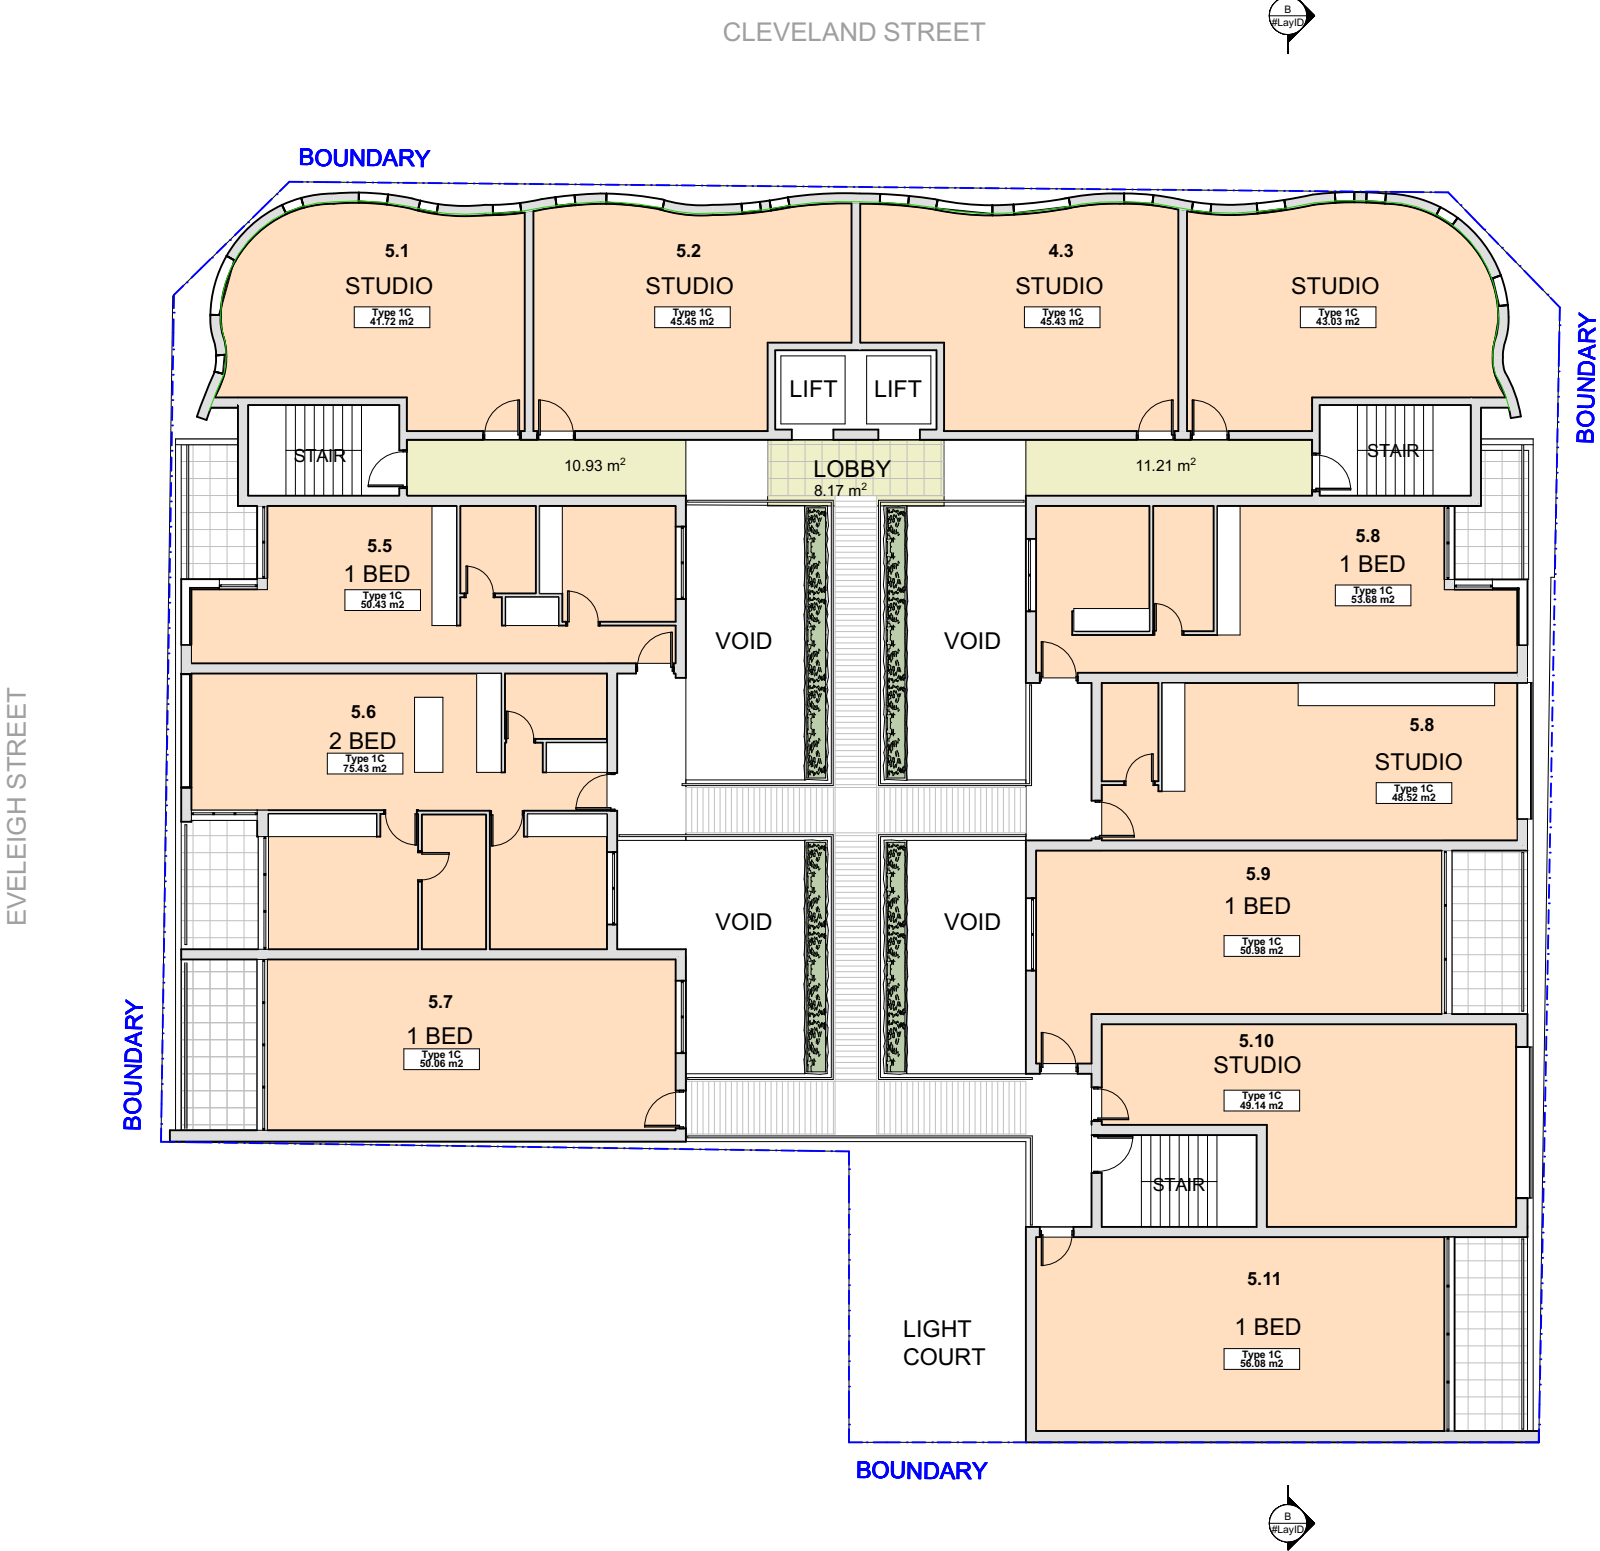 B
#LayID
CLEVELAND STREET
BOUNDARY
5.1
STUDIO
Type 1C
41.72 m2
5.2
STUDIO
Type 1C
45.45 m2
4.3
STUDIO
Type 1C
45.43 m2
STUDIO
Type 1C
43.03 m2
BOUNDARY
LIFT
LIFT
STAIR
10.93 m²
LOBBY
8.17 m²
11.21 m²
STAIR
5.5
1 BED
Type 1C
50.43 m2
5.8
1 BED
Type 1C
53.68 m2
VOID
VOID
5.6
2 BED
Type 1C
75.43 m2
5.8
STUDIO
Type 1C
48.52 m2
EVELEIGH STREET
VOID
VOID
5.9
1 BED
Type 1C
50.98 m2
5.7
1 BED
Type 1C
50.06 m2
BOUNDARY
5.10
STUDIO
Type 1C
49.14 m2
STAIR
5.11
1 BED
Type 1C
56.08 m2
LIGHT
COURT
BOUNDARY
B
#LayID